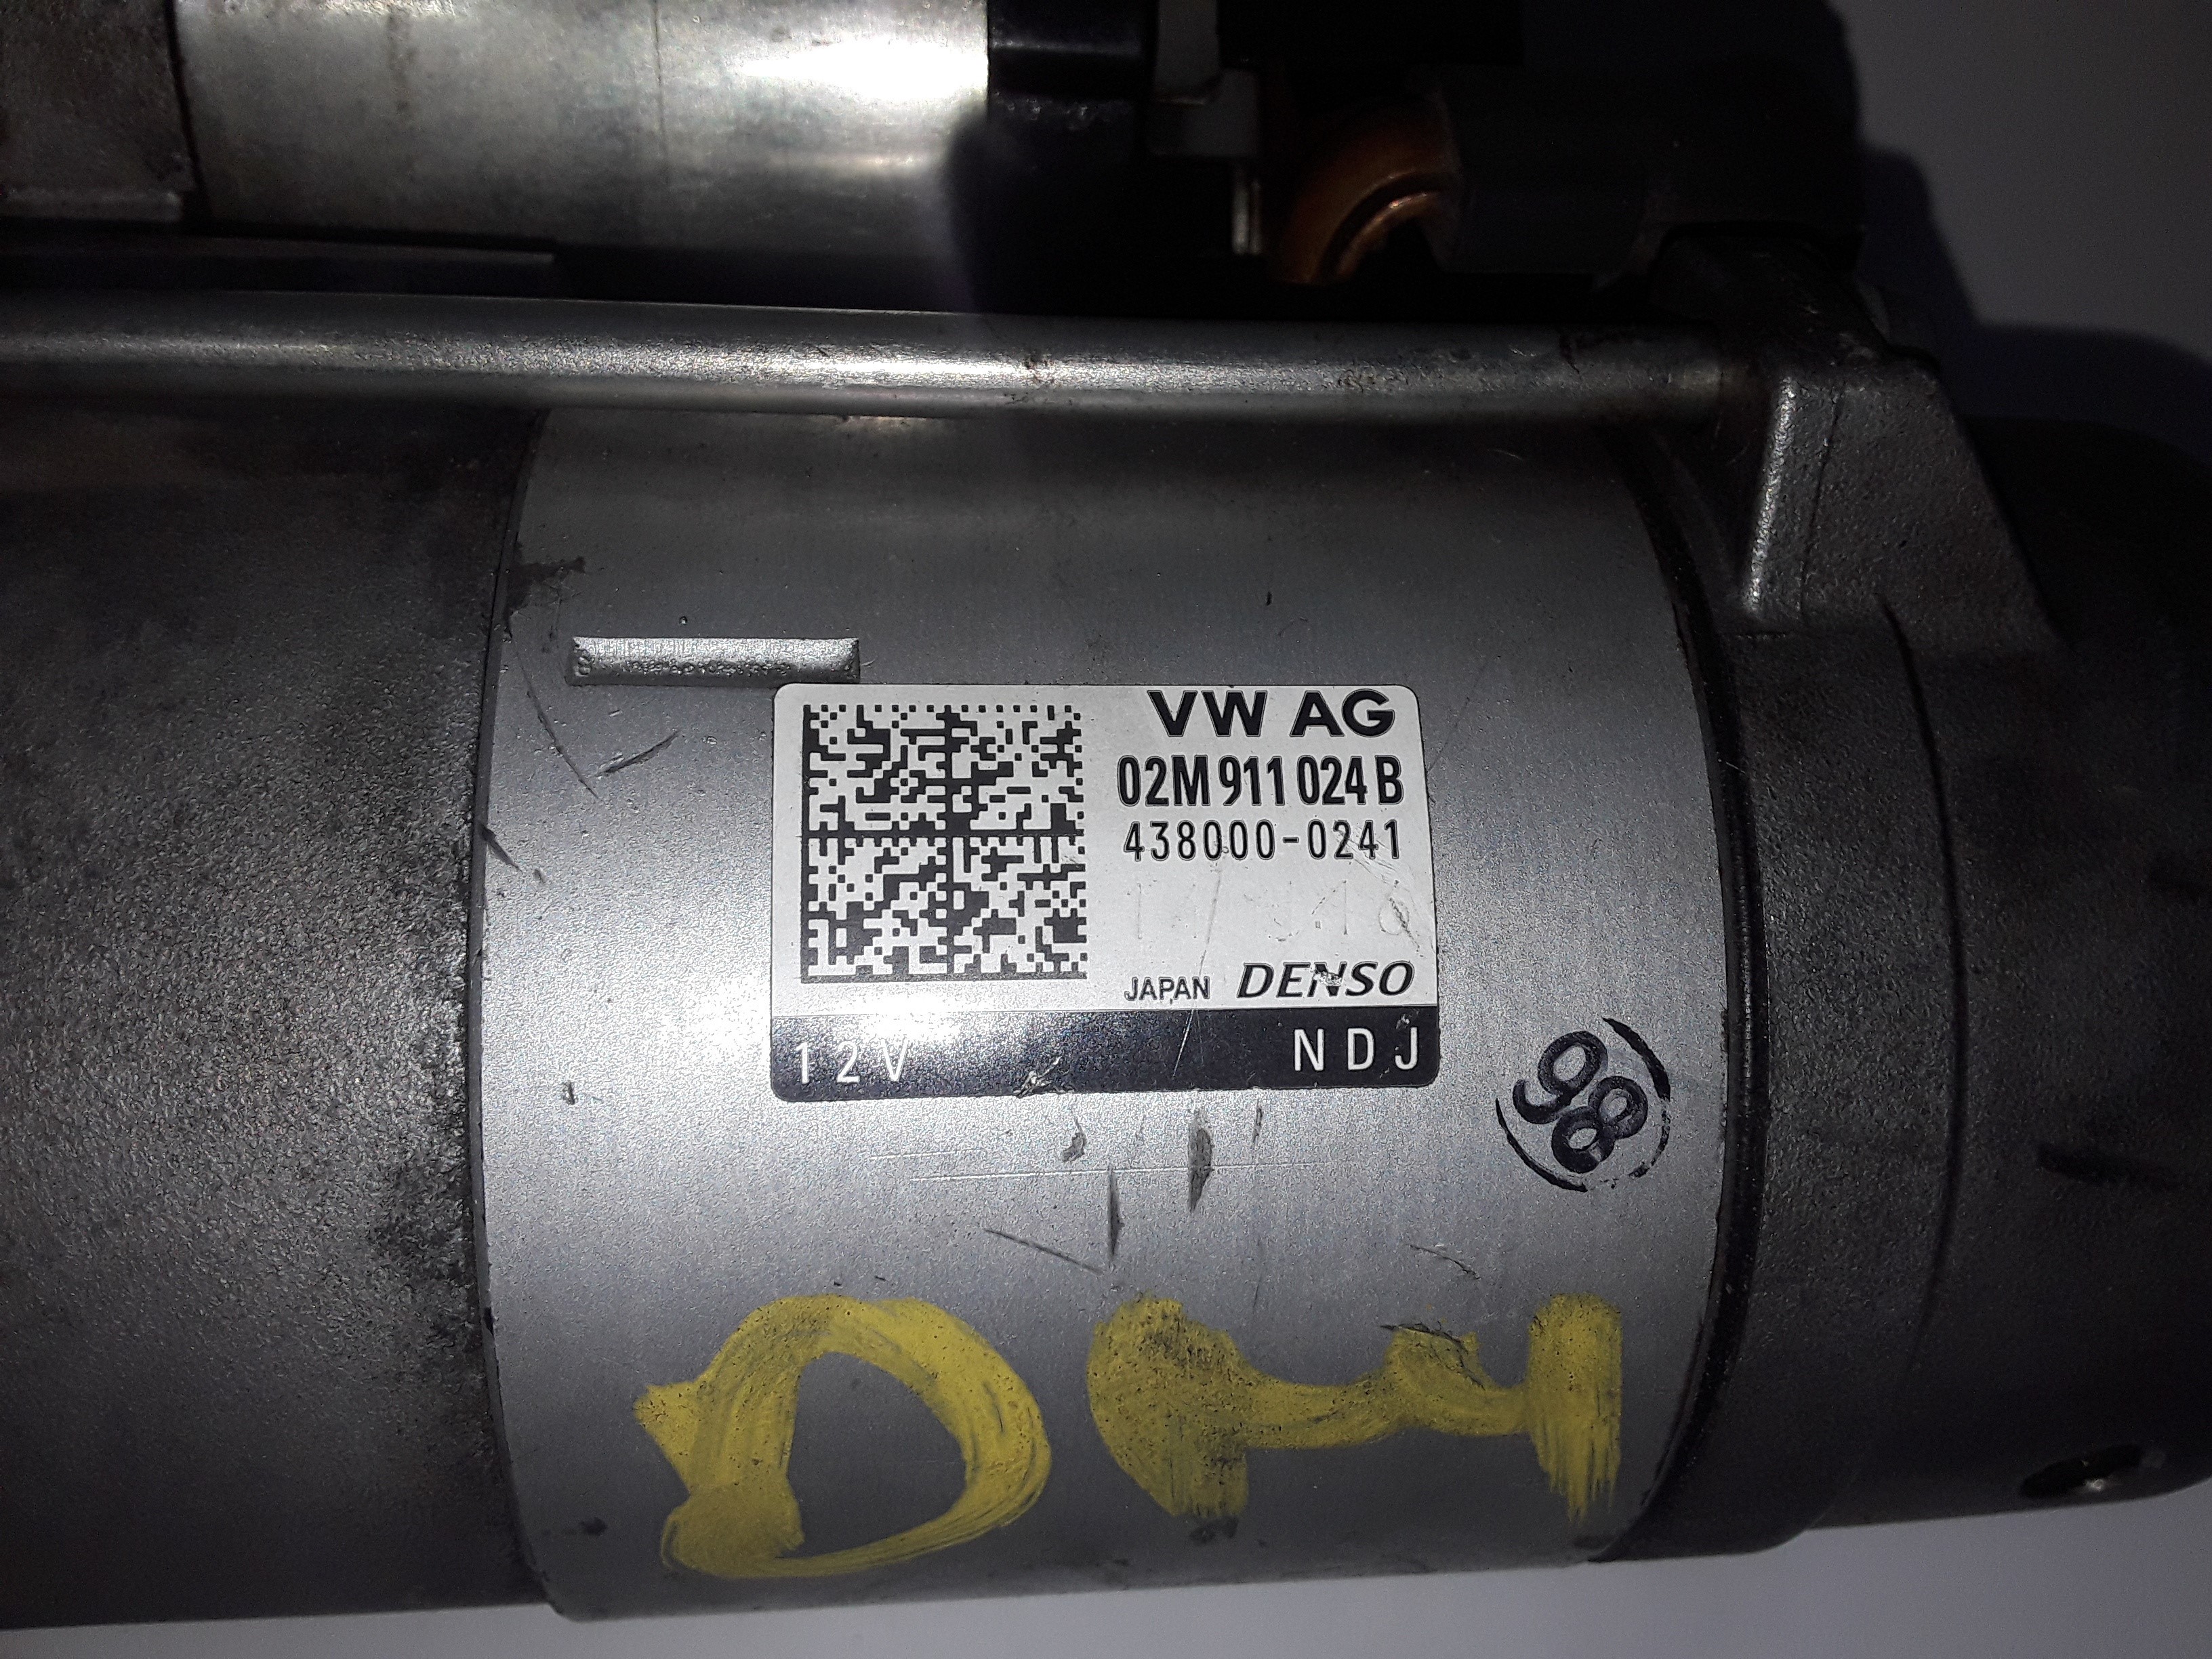 VW AG
02M 911 024 B
438000-0241
JAPAN DENSO
12V NDJ
98